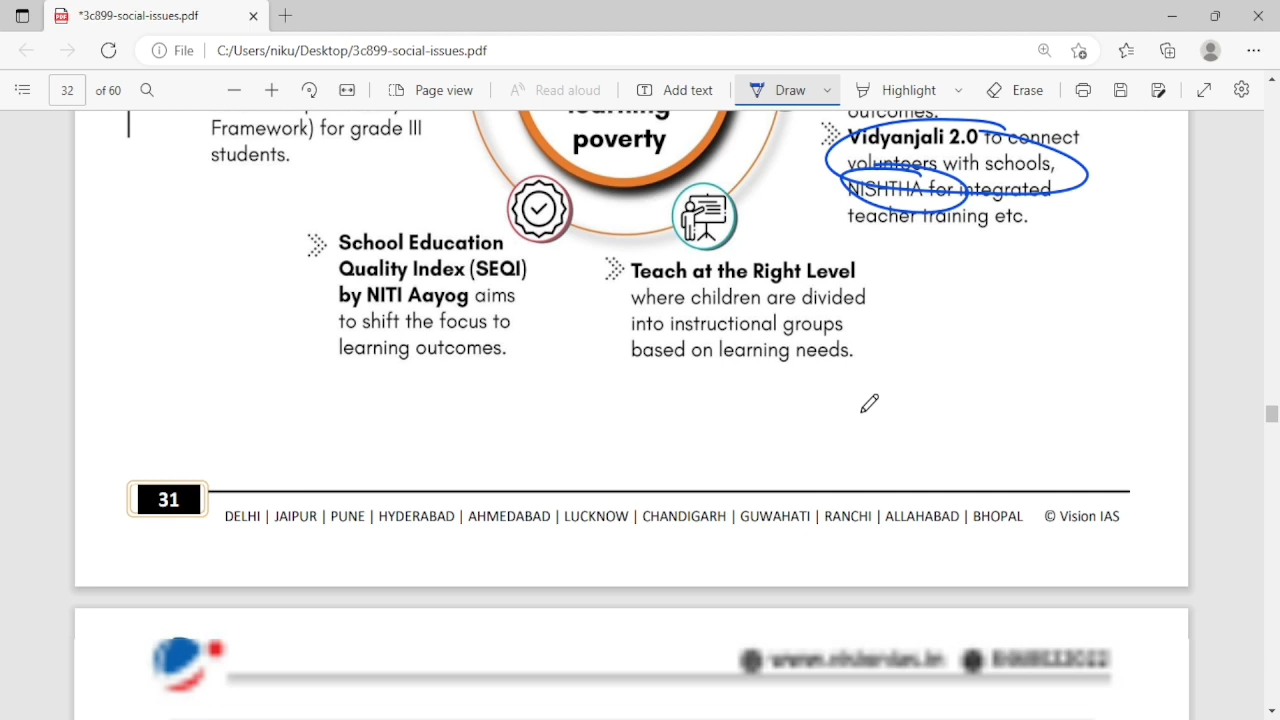 *3c899-social-issues.pdf
File
C:/Users/niku/Desktop/3c899-social-issues.pdf
32 of 60
Page view
Read aloud
Add text
Draw
Highlight
Erase
learning
poverty
Framework) for grade III
students.
outcomes.
Vidyanjali 2.0 to connect
volunteers with schools,
NISHTHA for integrated
teacher training etc.
School Education
Quality Index (SEQI)
by NITI Aayog aims
to shift the focus to
learning outcomes.
Teach at the Right Level
where children are divided
into instructional groups
based on learning needs.
31
DELHI | JAIPUR | PUNE | HYDERABAD | AHMEDABAD | LUCKNOW | CHANDIGARH | GUWAHATI | RANCHI | ALLAHABAD | BHOPAL © Vision IAS